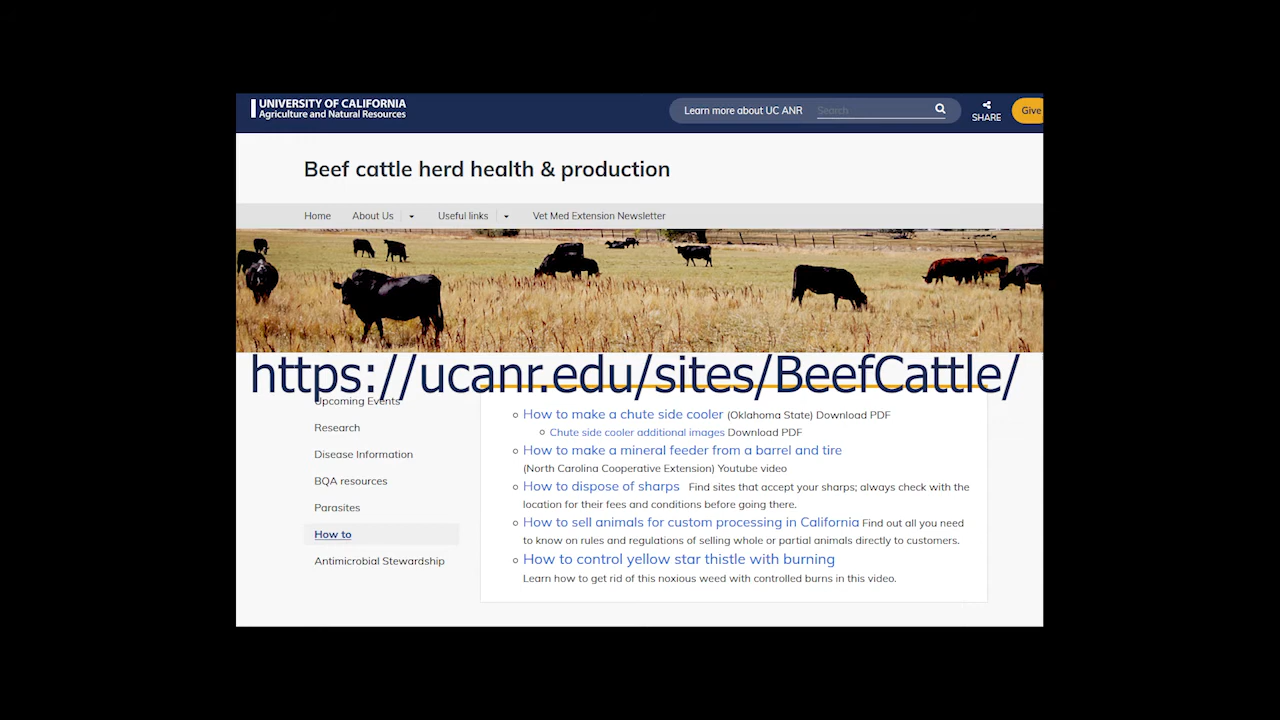 UNIVERSITY OF CALIFORNIA
Agriculture and Natural Resources
Learn more about UC ANR
Search
SHARE
Give
Beef cattle herd health & production
Home
About Us
Useful links
Vet Med Extension Newsletter
https://ucanr.edu/sites/BeefCattle/
Upcoming Events
Research
Disease Information
BQA resources
Parasites
How to
Antimicrobial Stewardship
How to make a chute side cooler (Oklahoma State) Download PDF
Chute side cooler additional images Download PDF
How to make a mineral feeder from a barrel and tire
(North Carolina Cooperative Extension) Youtube video
How to dispose of sharps Find sites that accept your sharps; always check with the
location for their fees and conditions before going there.
How to sell animals for custom processing in California Find out all you need
to know on rules and regulations of selling whole or partial animals directly to customers.
How to control yellow star thistle with burning
Learn how to get rid of this noxious weed with controlled burns in this video.